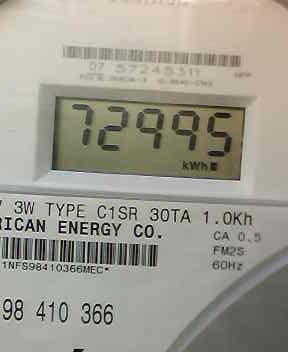 07 57245311
72995
kWh
3W TYPE C1SR 30TA 1.0Kh
RICAN ENERGY CO.
CA 0.5
FM2S
1NFS98410366MEC*
60Hz
98 410 366